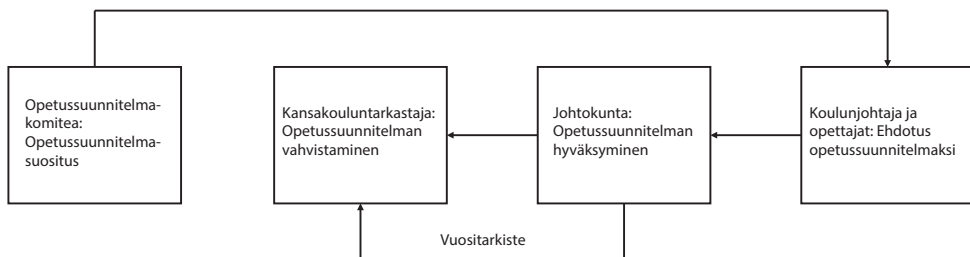 Opetussuunnitelma-
komitea:
Opetussuunnitelma-
suositus
Kansakouluntarkastaja:
Opetussuunnitelman
vahvistaminen
Johtokunta:
Opetussuunnitelman
hyväksyminen
Koulunjohtaja ja
opettajat: Ehdotus
opetussuunnitelmaksi
Vuositarkiste